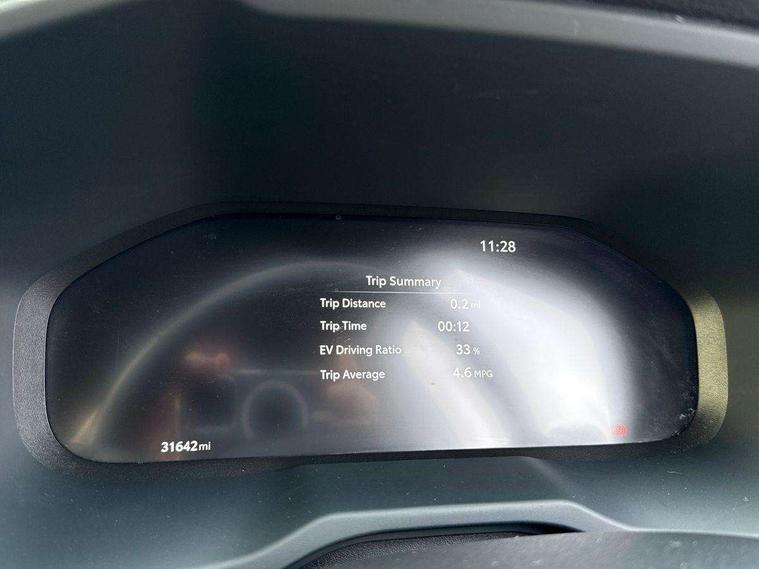 11:28
Trip Summary
Trip Distance 0.2 mi
Trip Time 00:12
EV Driving Ratio 33 %
Trip Average 4.6 MPG
31642 mi